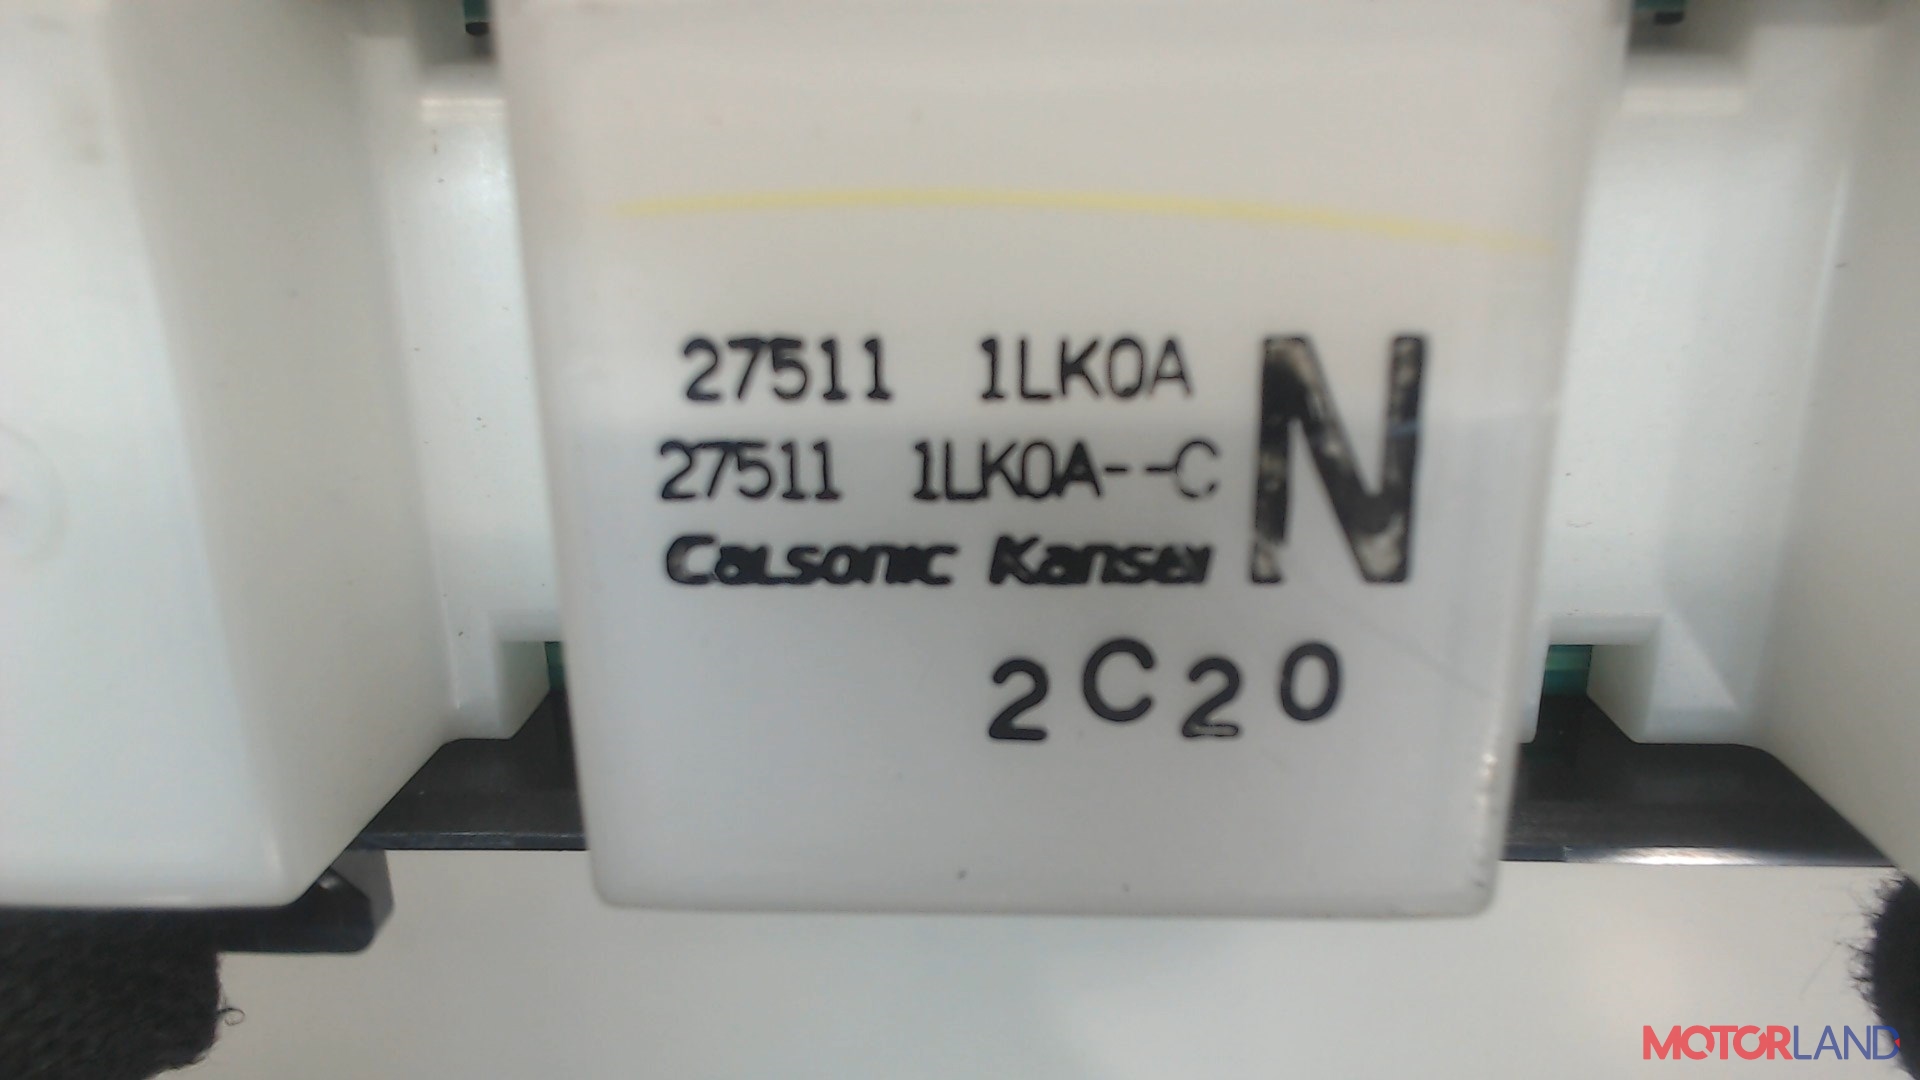 27511 1LK0A
27511 1LK0A--C
Calsonic Kansei
N
2C20
MOTORLAND